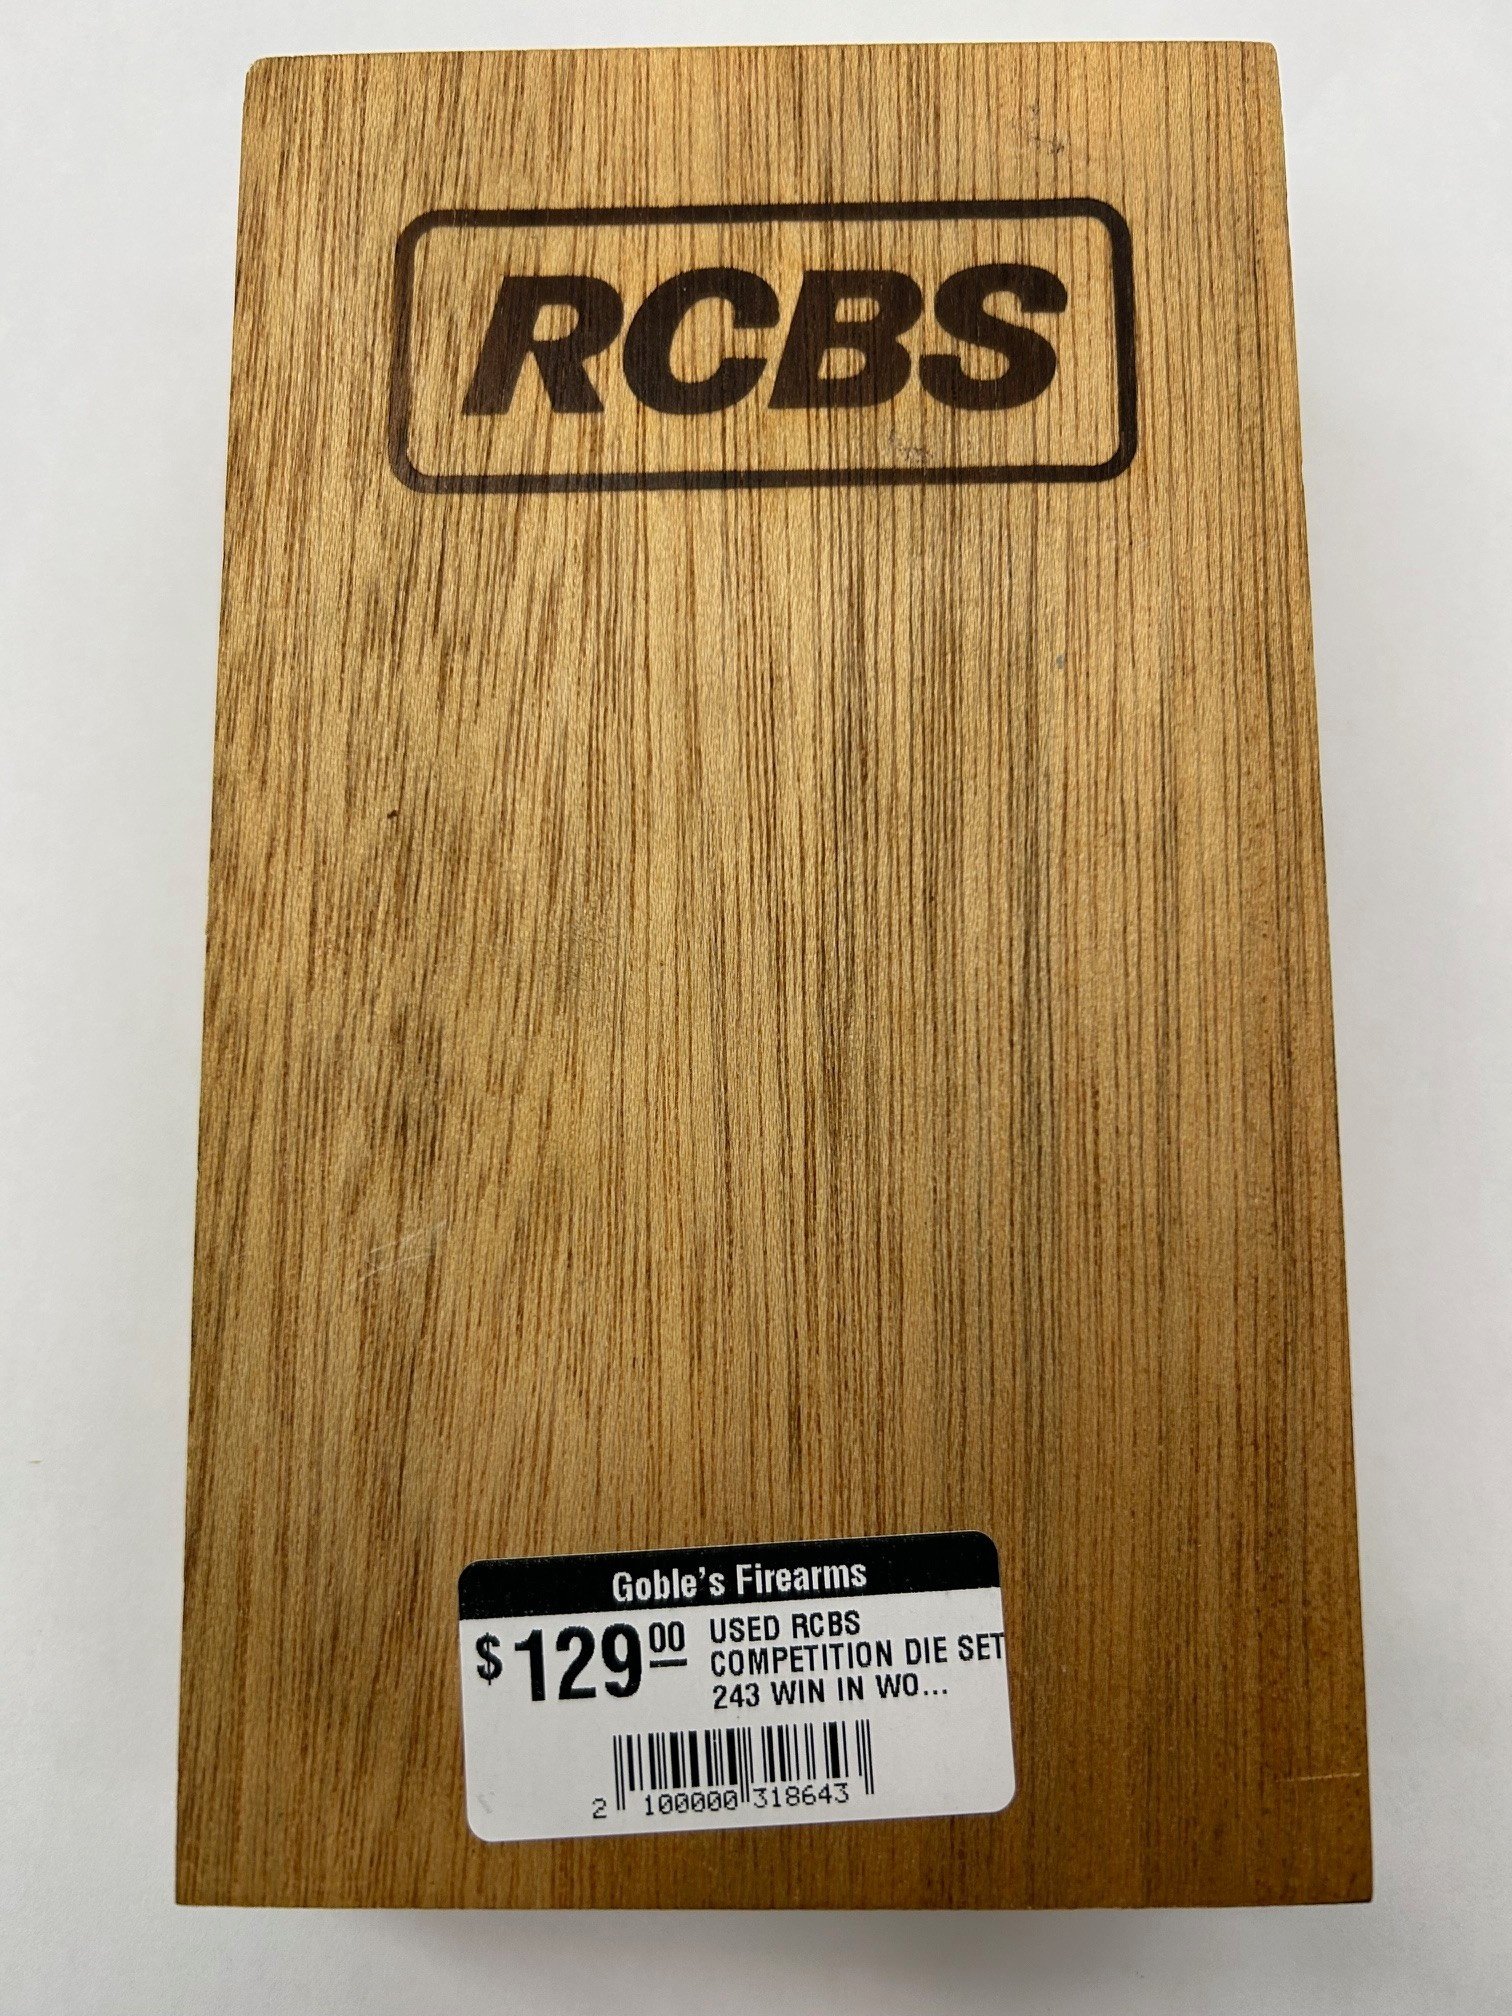 RCBS
Goble's Firearms
$129.00 USED RCBS
COMPETITION DIE SET
243 WIN IN WO...
2 100000 318643